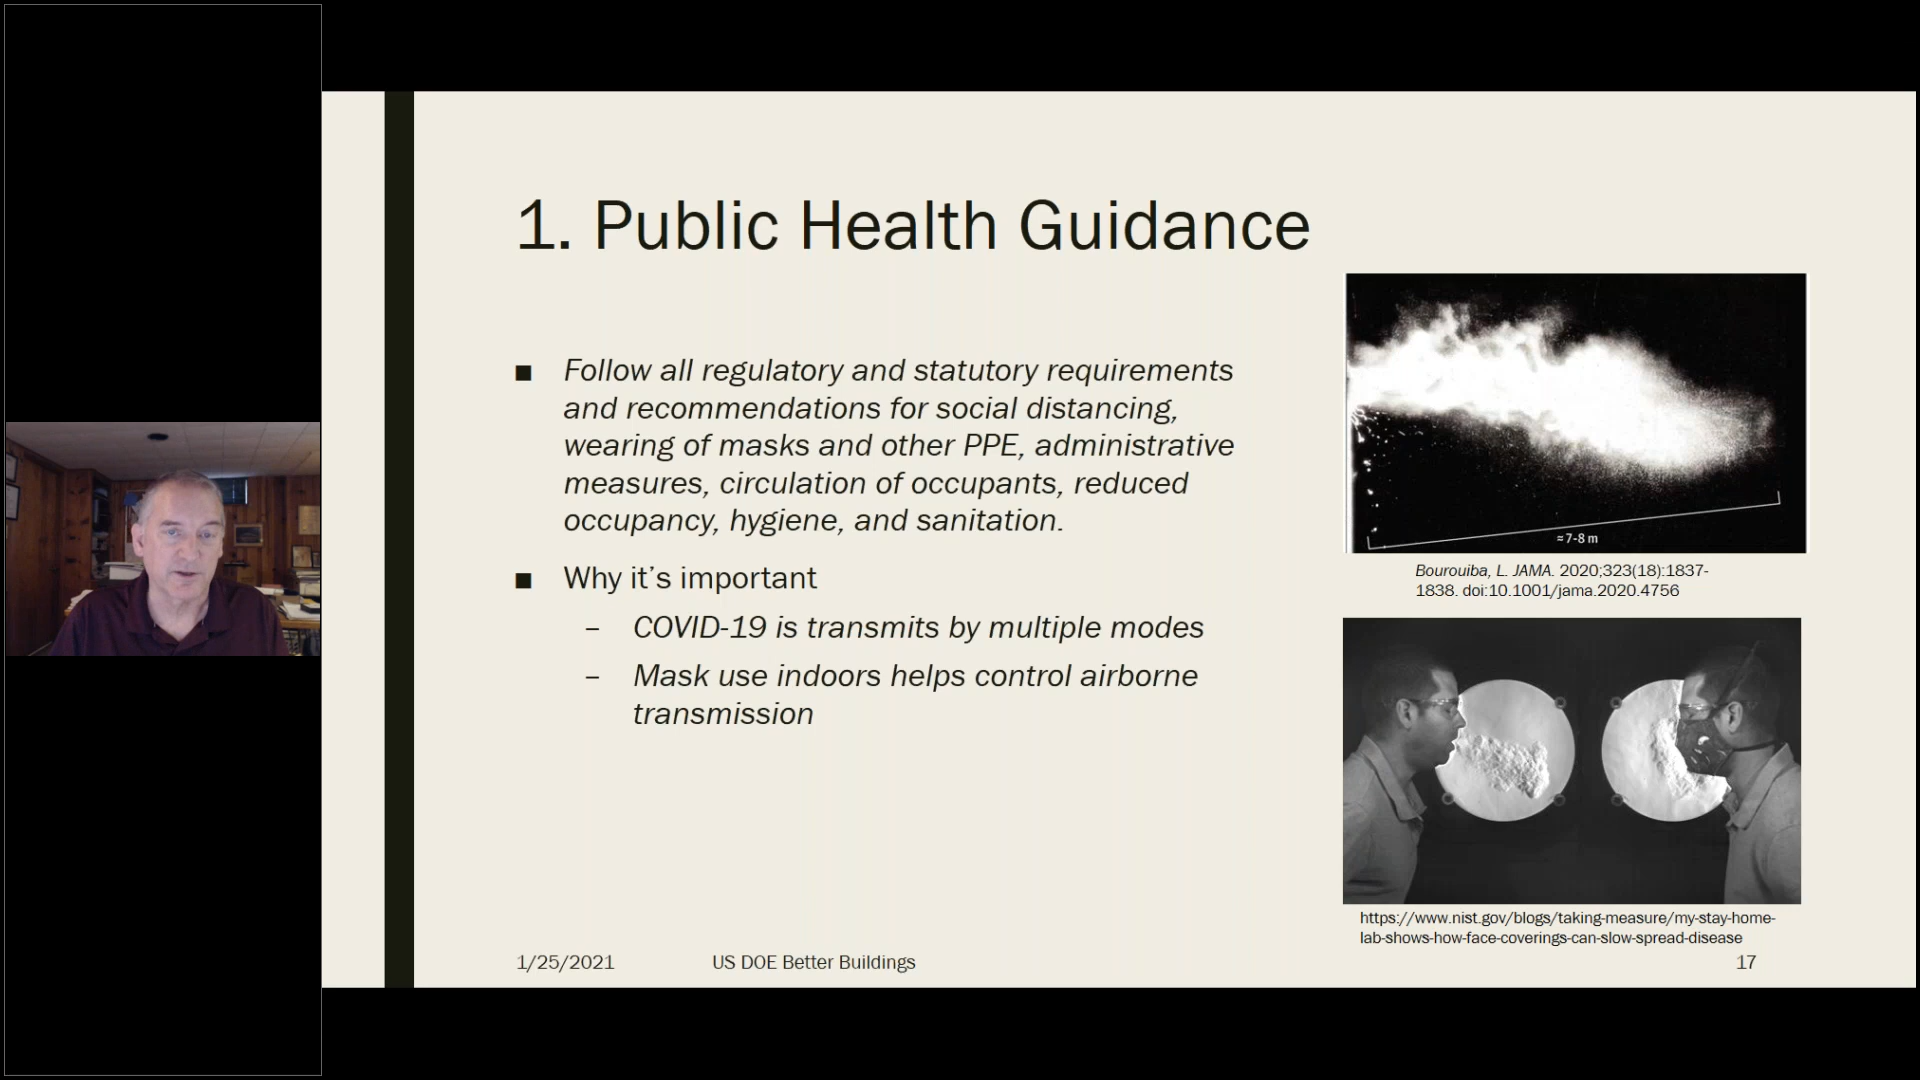 1. Public Health Guidance
■ Follow all regulatory and statutory requirements
and recommendations for social distancing,
wearing of masks and other PPE, administrative
measures, circulation of occupants, reduced
occupancy, hygiene, and sanitation.
■ Why it's important
– COVID-19 is transmits by multiple modes
– Mask use indoors helps control airborne
transmission
≈7-8 m
Bourouiba, L. JAMA. 2020;323(18):1837-
1838. doi:10.1001/jama.2020.4756
https://www.nist.gov/blogs/taking-measure/my-stay-home-
lab-shows-how-face-coverings-can-slow-spread-disease
1/25/2021 US DOE Better Buildings 17